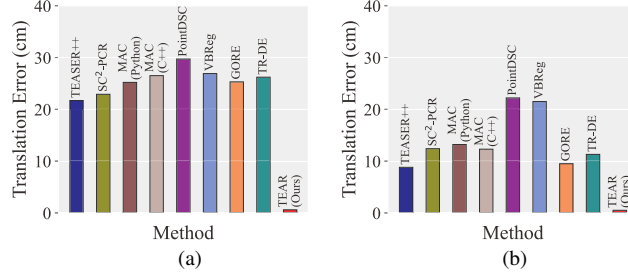 40
30
20
10
0
Translation Error (cm)
TEASER++
SC²-PCR
MAC
(Python)
MAC
(C++)
PointDSC
VBReg
GORE
TR-DE
TEAR
(Ours)
Method
(a)
40
30
20
10
0
Translation Error (cm)
TEASER++
SC²-PCR
MAC
(Python)
MAC
(C++)
PointDSC
VBReg
GORE
TR-DE
TEAR
(Ours)
Method
(b)